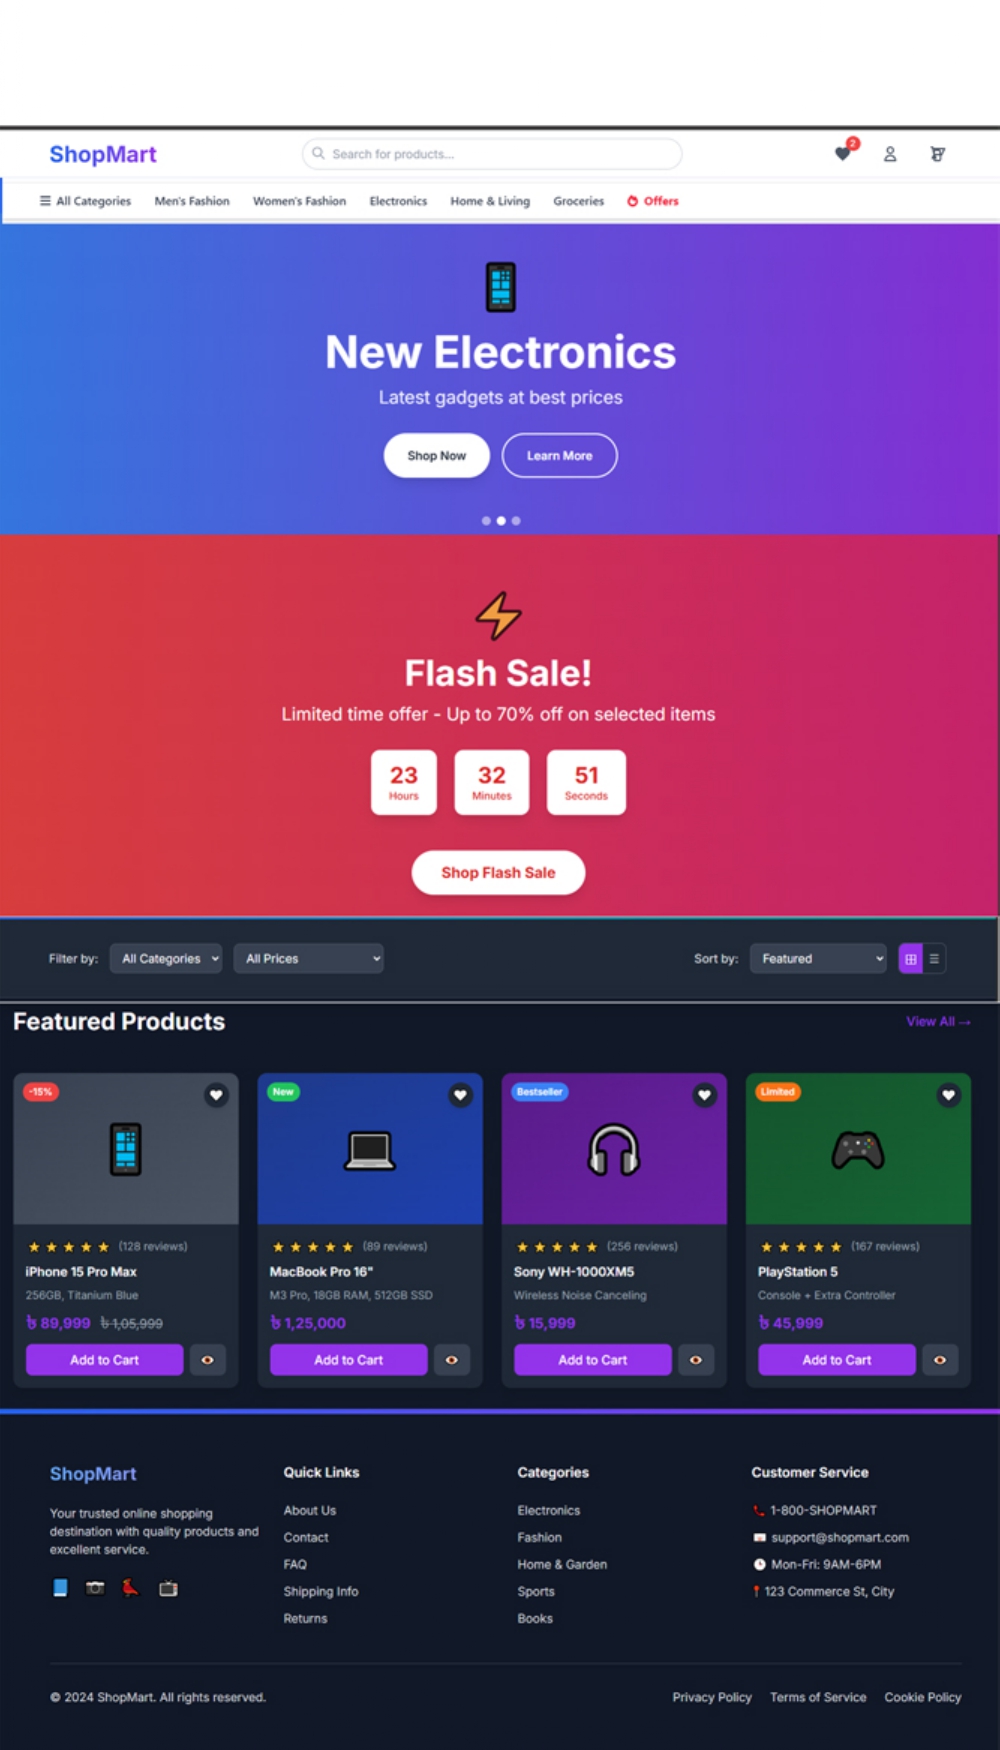 ShopMart
Search for products...
2
All Categories Men's Fashion Women's Fashion Electronics Home & Living Groceries Offers
New Electronics
Latest gadgets at best prices
Shop Now Learn More
Flash Sale!
Limited time offer - Up to 70% off on selected items
23 32 51
Hours Minutes Seconds
Shop Flash Sale
Filter by: All Categories All Prices Sort by: Featured
Featured Products View All →
-15% New Bestseller Limited
(128 reviews) (89 reviews) (256 reviews) (167 reviews)
iPhone 15 Pro Max MacBook Pro 16" Sony WH-1000XM5 PlayStation 5
256GB, Titanium Blue M3 Pro, 18GB RAM, 512GB SSD Wireless Noise Canceling Console + Extra Controller
৳ 89,999 ৳ 1,05,999 ৳ 1,25,000 ৳ 15,999 ৳ 45,999
Add to Cart Add to Cart Add to Cart Add to Cart
ShopMart Quick Links Categories Customer Service
Your trusted online shopping
destination with quality products and
excellent service.
About Us
Contact
FAQ
Shipping Info
Returns
Electronics
Fashion
Home & Garden
Sports
Books
1-800-SHOPMART
support@shopmart.com
Mon-Fri: 9AM-6PM
123 Commerce St, City
© 2024 ShopMart. All rights reserved. Privacy Policy Terms of Service Cookie Policy